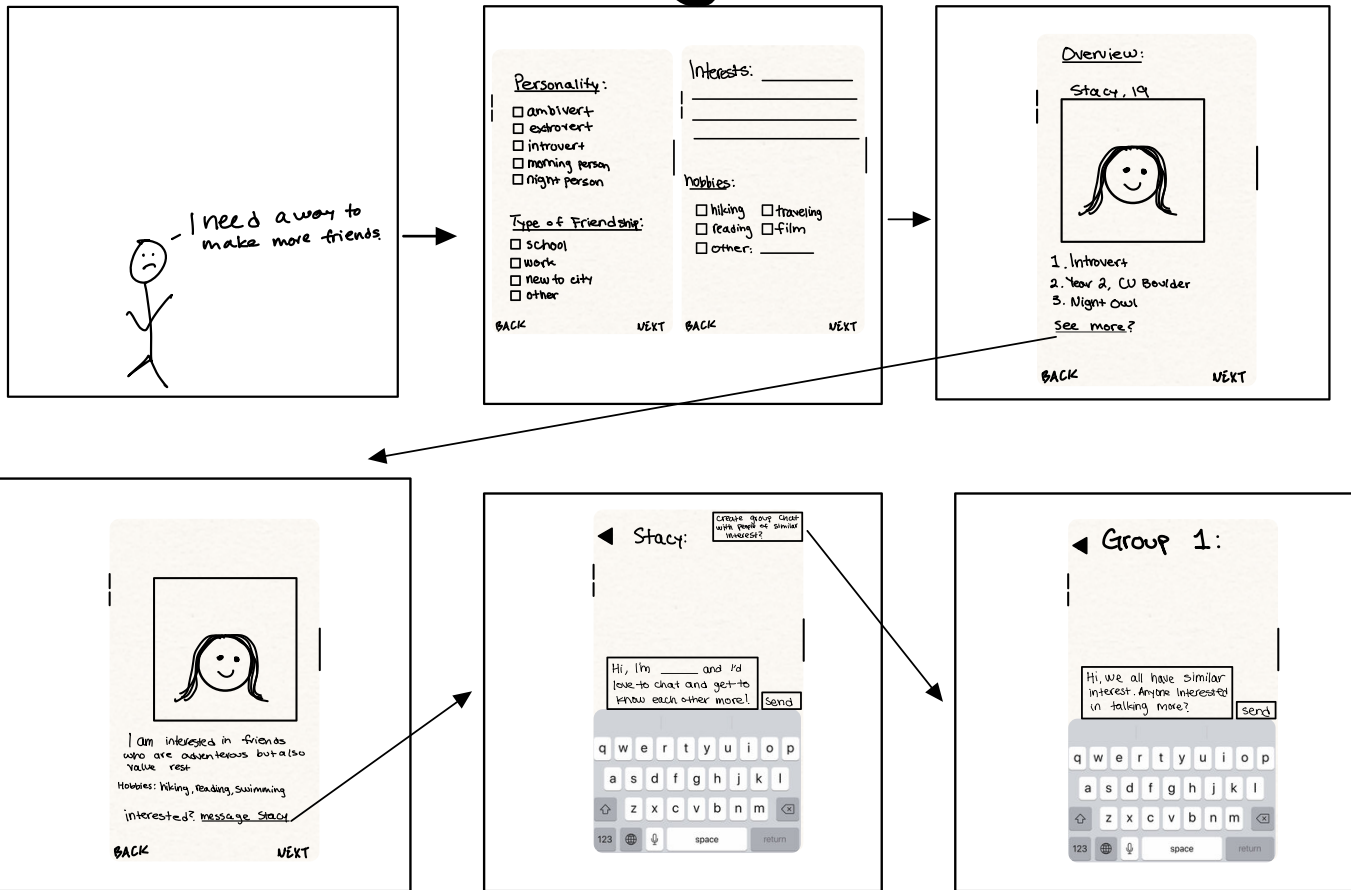 I need a way to
make more friends.
Personality:
ambivert
extrovert
introvert
morning person
night person
Type of Friendship:
school
work
new to city
other
BACK NEXT
Interests:
hobbies:
hiking traveling
reading film
other:
BACK NEXT
Overview:
Stacy, 19
1. Introvert
2. Year 2, CU Boulder
3. Night Owl
see more?
BACK NEXT
I am interested in friends
who are adventerous but also
value rest
Hobbies: hiking, reading, swimming
interested? message Stacy
BACK NEXT
Stacy:
Create group chat
with people of similar
interest?
Hi, I'm _____ and I'd
love to chat and get to
know each other more!
Send
q w e r t y u i o p
a s d f g h j k l
z x c v b n m
123 space return
Group 1:
Hi, we all have similar
interest. Anyone interested
in talking more?
send
q w e r t y u i o p
a s d f g h j k l
z x c v b n m
123 space return